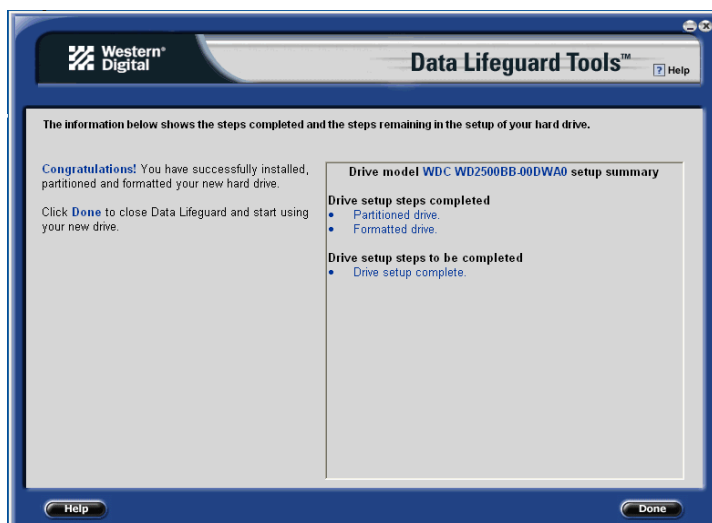 Western®
Digital
Data Lifeguard Tools™
? Help
The information below shows the steps completed and the steps remaining in the setup of your hard drive.
Congratulations! You have successfully installed,
partitioned and formatted your new hard drive.
Click Done to close Data Lifeguard and start using
your new drive.
Drive model WDC WD2500BB-00DWA0 setup summary
Drive setup steps completed
• Partitioned drive.
• Formatted drive.
Drive setup steps to be completed
• Drive setup complete.
Help
Done